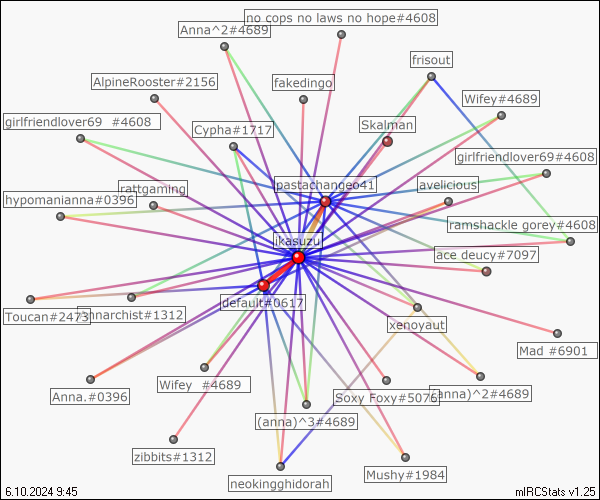 no cops no laws no hope#4608
Anna^2#4689
frisout
AlpineRooster#2156
fakedingo
Wifey#4689
girlfriendlover69 #4608
Cypha#1717
Skalman
girlfriendlover69#4608
pastachangeo41
avelicious
hypomanianna#0396
rattgaming
ramshackle gorey#4608
ikasuzu
ace deucy#7097
default#0617
Toucan#2473
nnarchist#1312
xenoyaut
Mad #6901
Wifey #4689
Anna.#0396
Soxy Foxy#5076
(anna)^2#4689
(anna)^3#4689
zibbits#1312
Mushy#1984
neokingghidorah
6.10.2024 9:45
mIRCStats v1.25